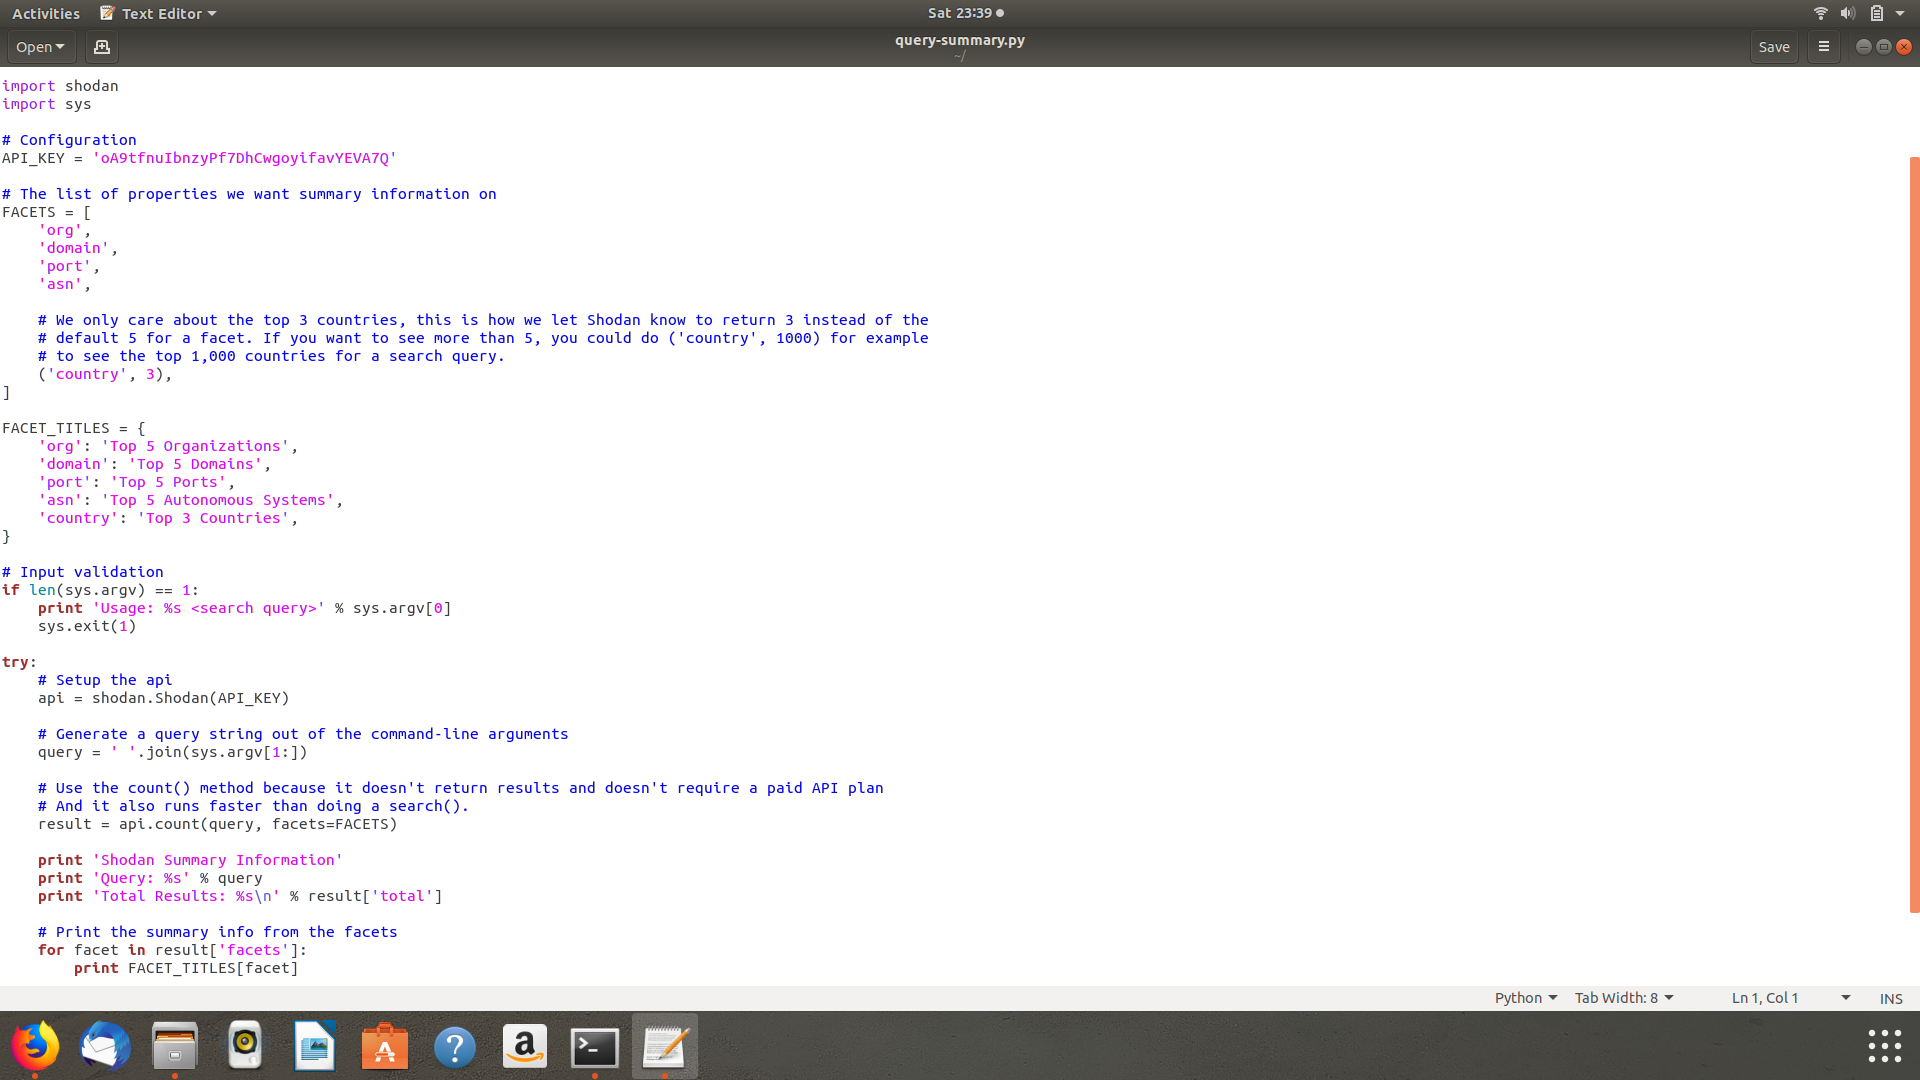 Activities Text Editor Sat 23:39
Open query-summary.py Save
~/
import shodan
import sys
# Configuration
API_KEY = 'oA9tfnuIbnzyPf7DhCwgoyifavYEVA7Q'
# The list of properties we want summary information on
FACETS = [
    'org',
    'domain',
    'port',
    'asn',
    # We only care about the top 3 countries, this is how we let Shodan know to return 3 instead of the
    # default 5 for a facet. If you want to see more than 5, you could do ('country', 1000) for example
    # to see the top 1,000 countries for a search query.
    ('country', 3),
]
FACET_TITLES = {
    'org': 'Top 5 Organizations',
    'domain': 'Top 5 Domains',
    'port': 'Top 5 Ports',
    'asn': 'Top 5 Autonomous Systems',
    'country': 'Top 3 Countries',
}
# Input validation
if len(sys.argv) == 1:
    print 'Usage: %s <search query>' % sys.argv[0]
    sys.exit(1)
try:
    # Setup the api
    api = shodan.Shodan(API_KEY)
    # Generate a query string out of the command-line arguments
    query = ' '.join(sys.argv[1:])
    # Use the count() method because it doesn't return results and doesn't require a paid API plan
    # And it also runs faster than doing a search().
    result = api.count(query, facets=FACETS)
    print 'Shodan Summary Information'
    print 'Query: %s' % query
    print 'Total Results: %s\n' % result['total']
    # Print the summary info from the facets
    for facet in result['facets']:
        print FACET_TITLES[facet]
Python Tab Width: 8 Ln 1, Col 1 INS